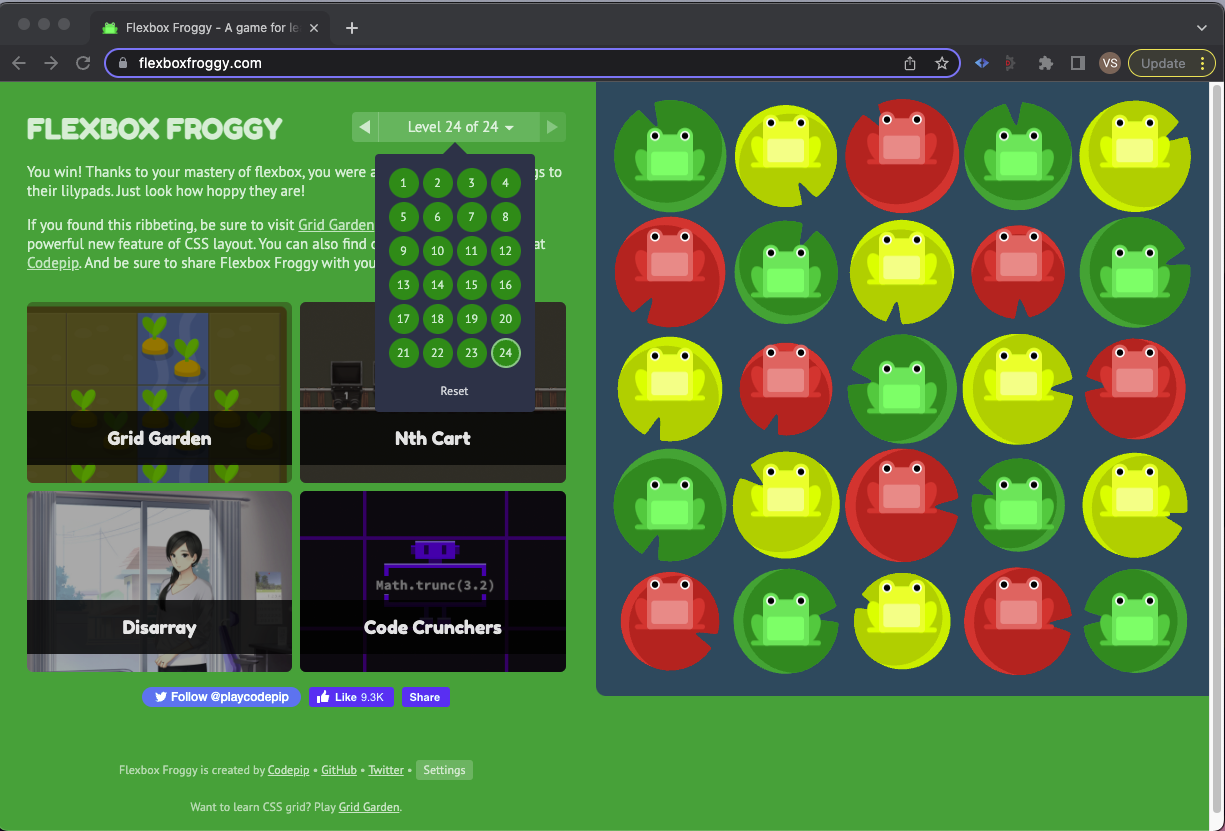 Flexbox Froggy - A game for le
flexboxfroggy.com
VS
Update
FLEXBOX FROGGY
Level 24 of 24
You win! Thanks to your mastery of flexbox, you were a
gs to
their lilypads. Just look how hoppy they are!
If you found this ribbeting, be sure to visit Grid Garden
powerful new feature of CSS layout. You can also find
at
Codepip. And be sure to share Flexbox Froggy with you
1 2 3 4
5 6 7 8
9 10 11 12
13 14 15 16
17 18 19 20
21 22 23 24
Reset
1
Grid Garden
Nth Cart
Math.trunc(3.2)
Disarray
Code Crunchers
Follow @playcodepip
Like 9.3K
Share
Flexbox Froggy is created by Codepip • GitHub • Twitter • Settings
Want to learn CSS grid? Play Grid Garden.